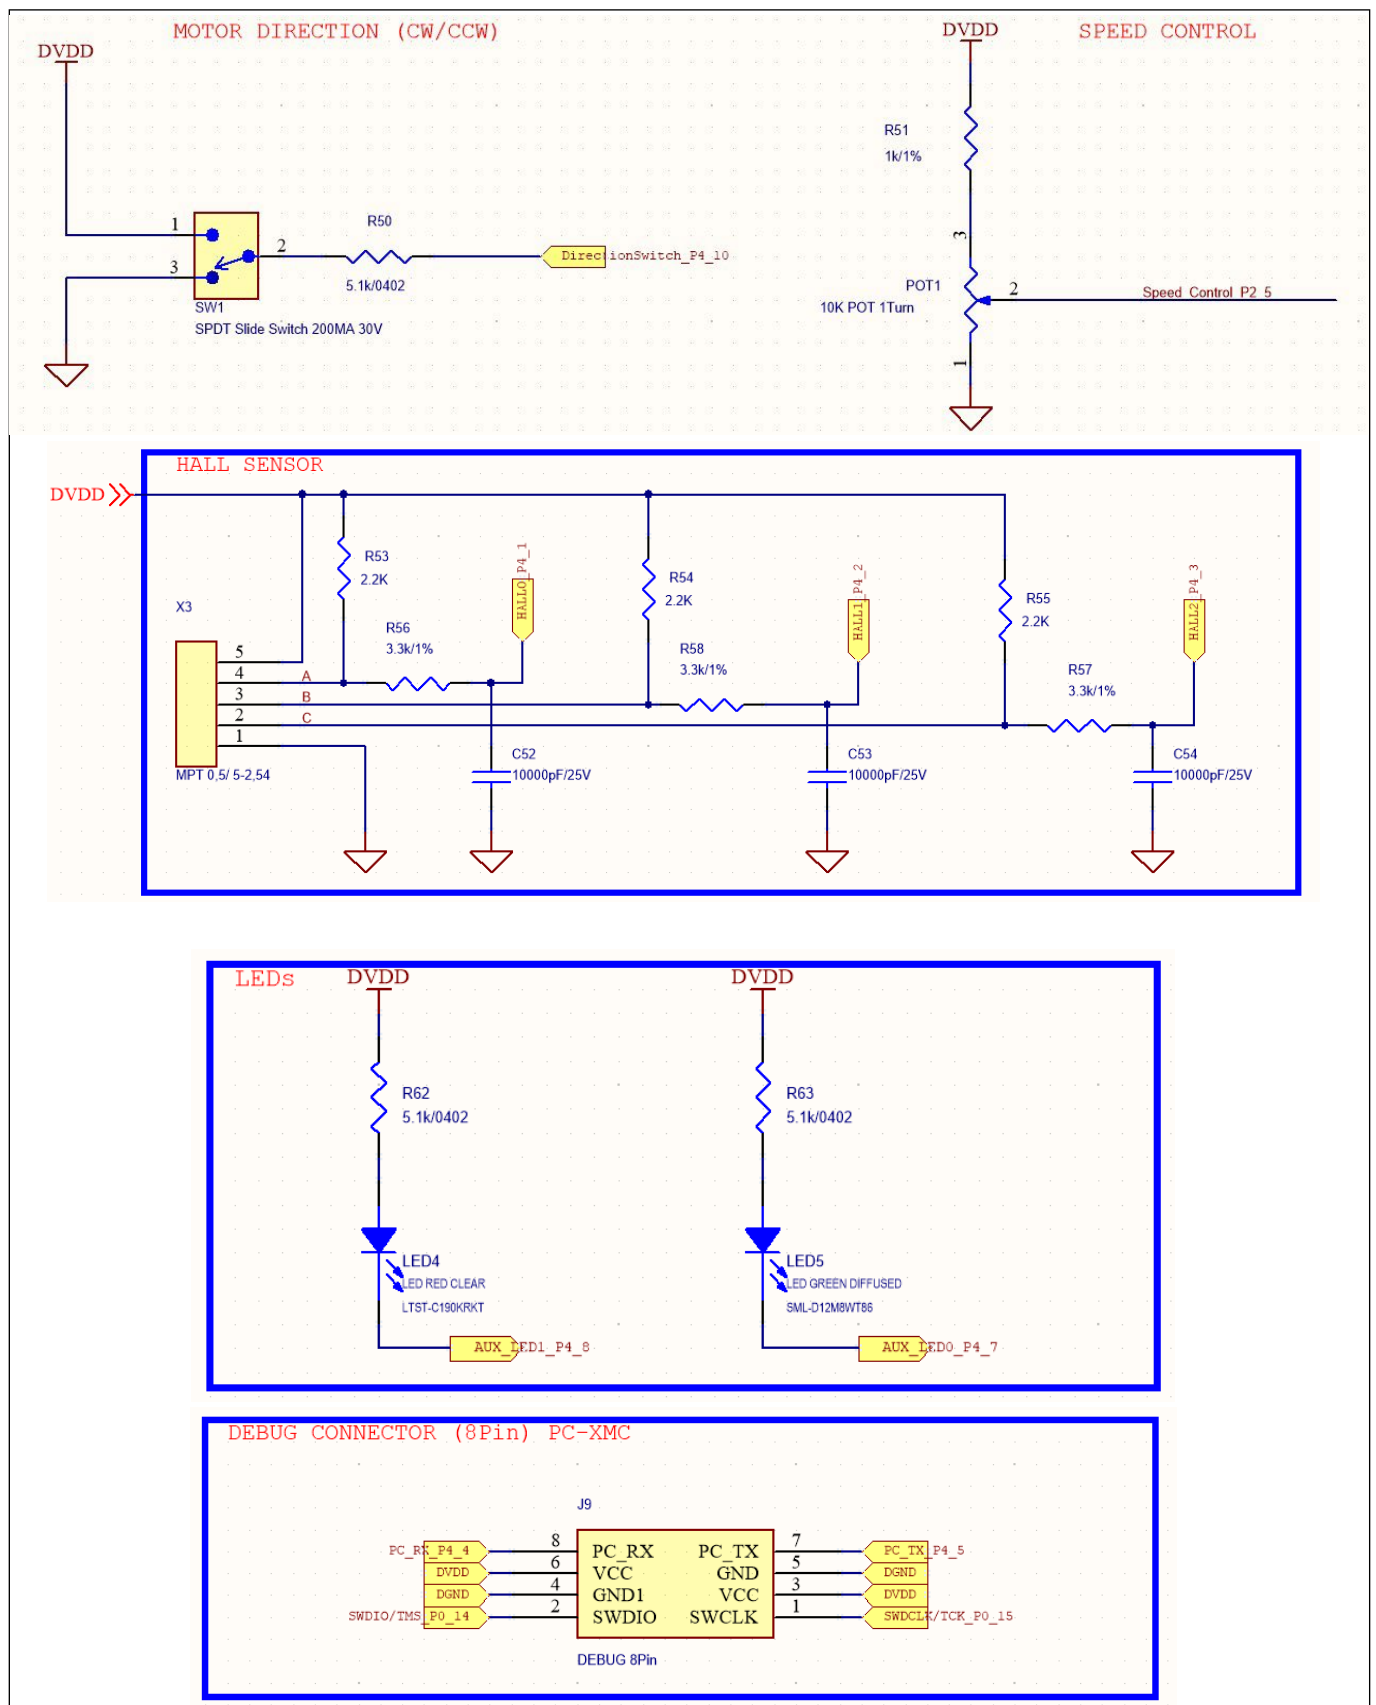 MOTOR DIRECTION (CW/CCW)
DVDD
1
3
2
R50
5.1k/0402
DirectionSwitch_P4_10
SW1
SPDT Slide Switch 200MA 30V
SPEED CONTROL
DVDD
R51
1k/1%
3
POT1
10K POT 1Turn
2
Speed_Control_P2_5
1
HALL SENSOR
DVDD
R53
2.2K
HALL0_P4_1
R54
2.2K
HALL1_P4_2
R55
2.2K
HALL2_P4_3
X3
R56
3.3k/1%
R58
3.3k/1%
R57
3.3k/1%
5
4
A
3
B
2
C
1
MPT 0,5/ 5-2,54
C52
10000pF/25V
C53
10000pF/25V
C54
10000pF/25V
LEDs
DVDD
DVDD
R62
5.1k/0402
R63
5.1k/0402
LED4
LED RED CLEAR
LTST-C190KRKT
LED5
LED GREEN DIFFUSED
SML-D12M8WT86
AUX_LED1_P4_8
AUX_LED0_P4_7
DEBUG CONNECTOR (8Pin) PC-XMC
J9
PC_RX_P4_4 8 PC_RX PC_TX 7 PC_TX_P4_5
DVDD 6 VCC GND 5 DGND
DGND 4 GND1 VCC 3 DVDD
SWDIO/TMS_P0_14 2 SWDIO SWCLK 1 SWDCLK/TCK_P0_15
DEBUG 8Pin